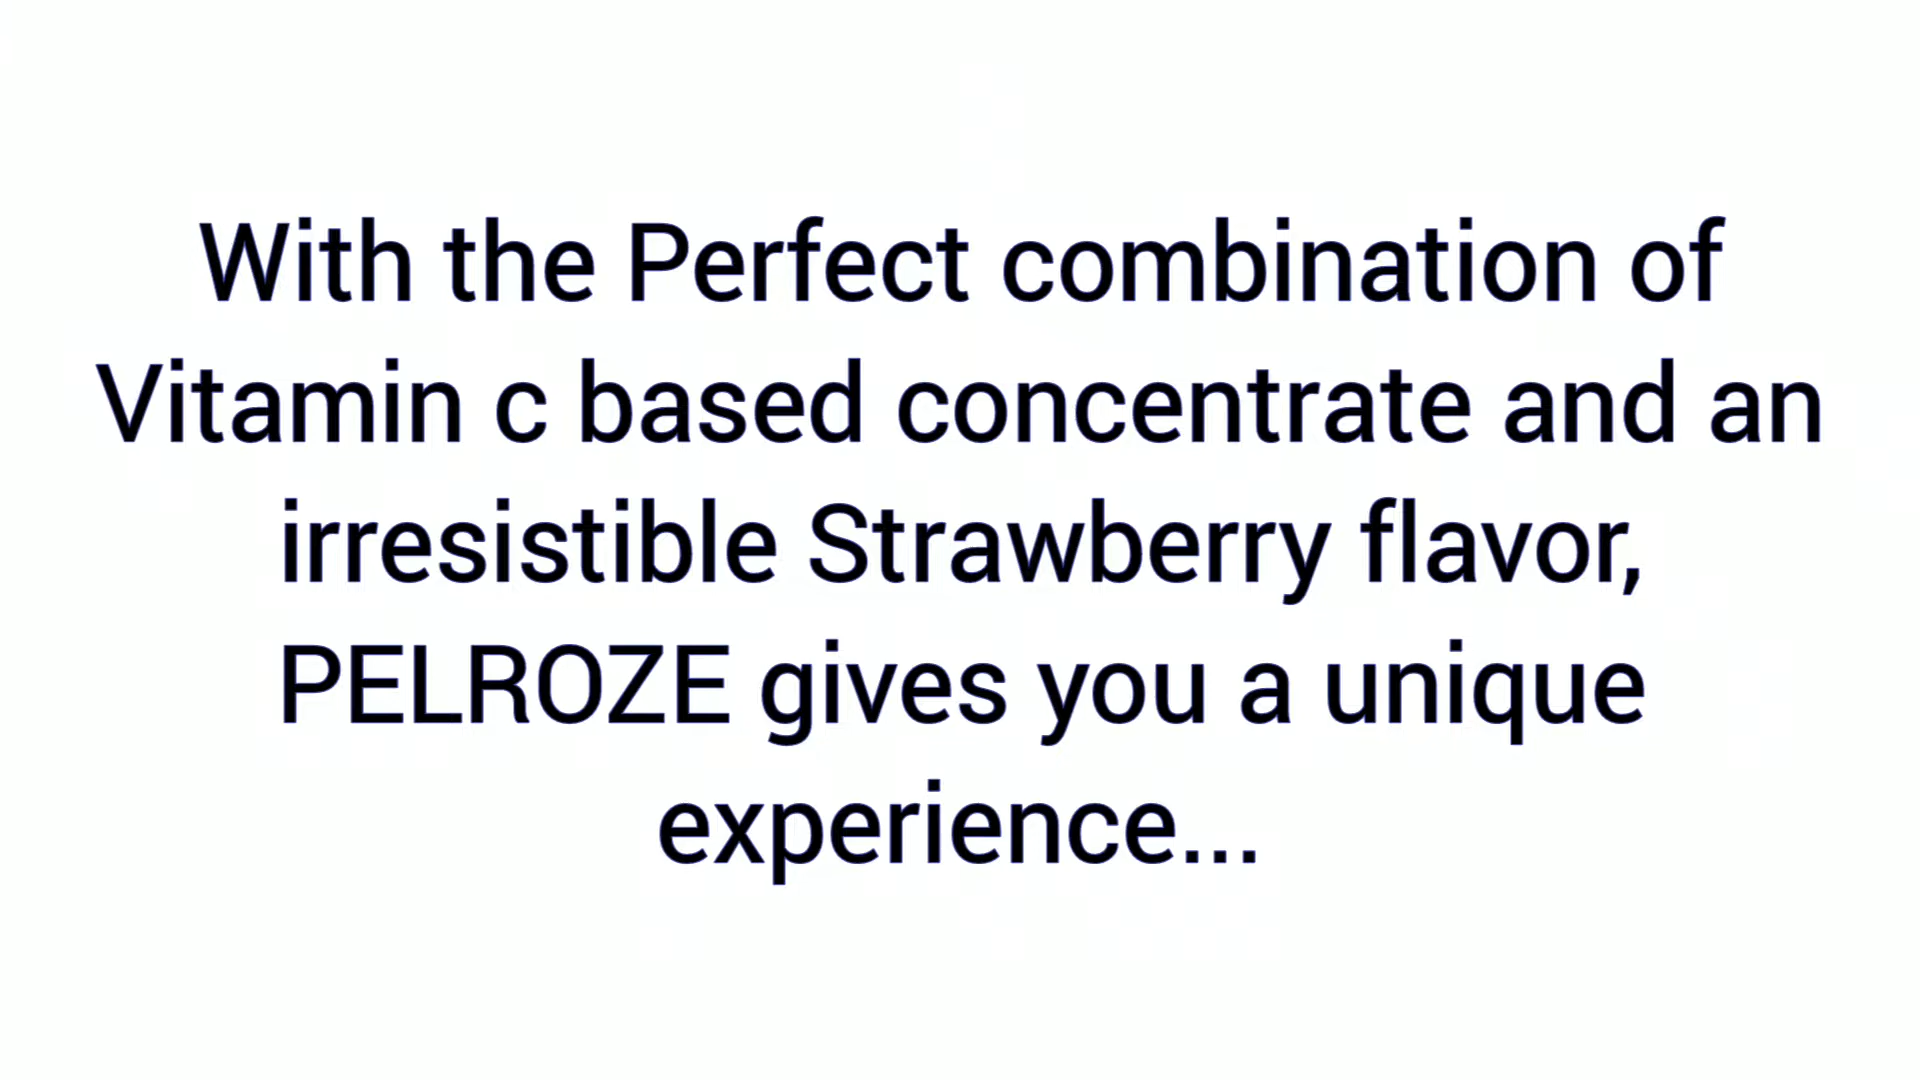 With the Perfect combination of
Vitamin c based concentrate and an
irresistible Strawberry flavor,
PELROZE gives you a unique
experience...